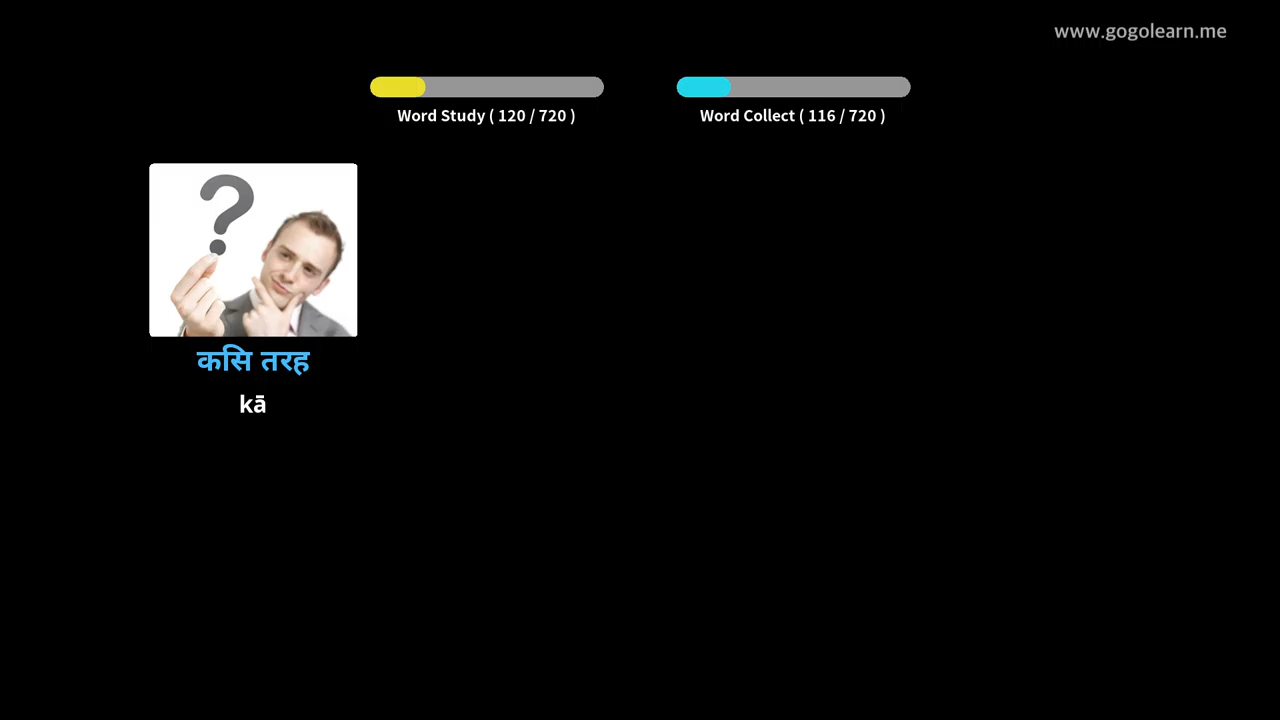 www.gogolearn.me
Word Study ( 120 / 720 )
Word Collect ( 116 / 720 )
कसि तरह
kā